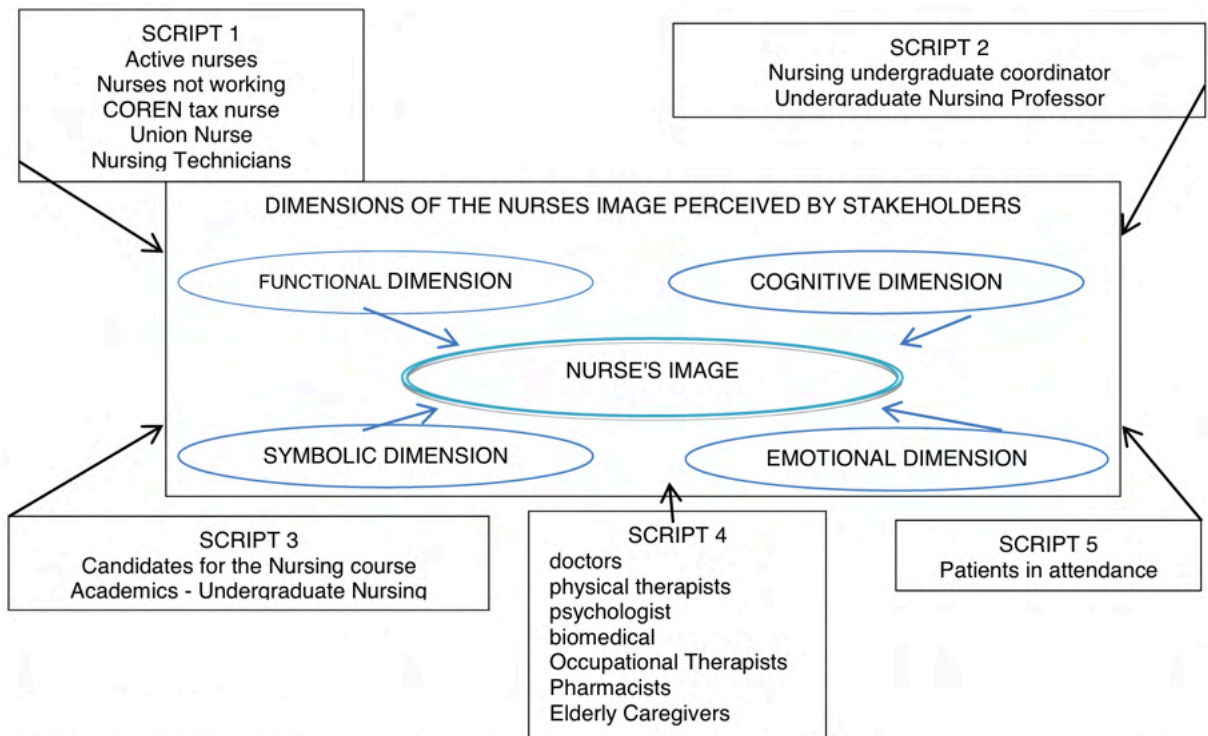 SCRIPT 1
Active nurses
Nurses not working
COREN tax nurse
Union Nurse
Nursing Technicians
SCRIPT 2
Nursing undergraduate coordinator
Undergraduate Nursing Professor
DIMENSIONS OF THE NURSES IMAGE PERCEIVED BY STAKEHOLDERS
FUNCTIONAL DIMENSION
COGNITIVE DIMENSION
NURSE'S IMAGE
SYMBOLIC DIMENSION
EMOTIONAL DIMENSION
SCRIPT 3
Candidates for the Nursing course
Academics - Undergraduate Nursing
SCRIPT 4
doctors
physical therapists
psychologist
biomedical
Occupational Therapists
Pharmacists
Elderly Caregivers
SCRIPT 5
Patients in attendance